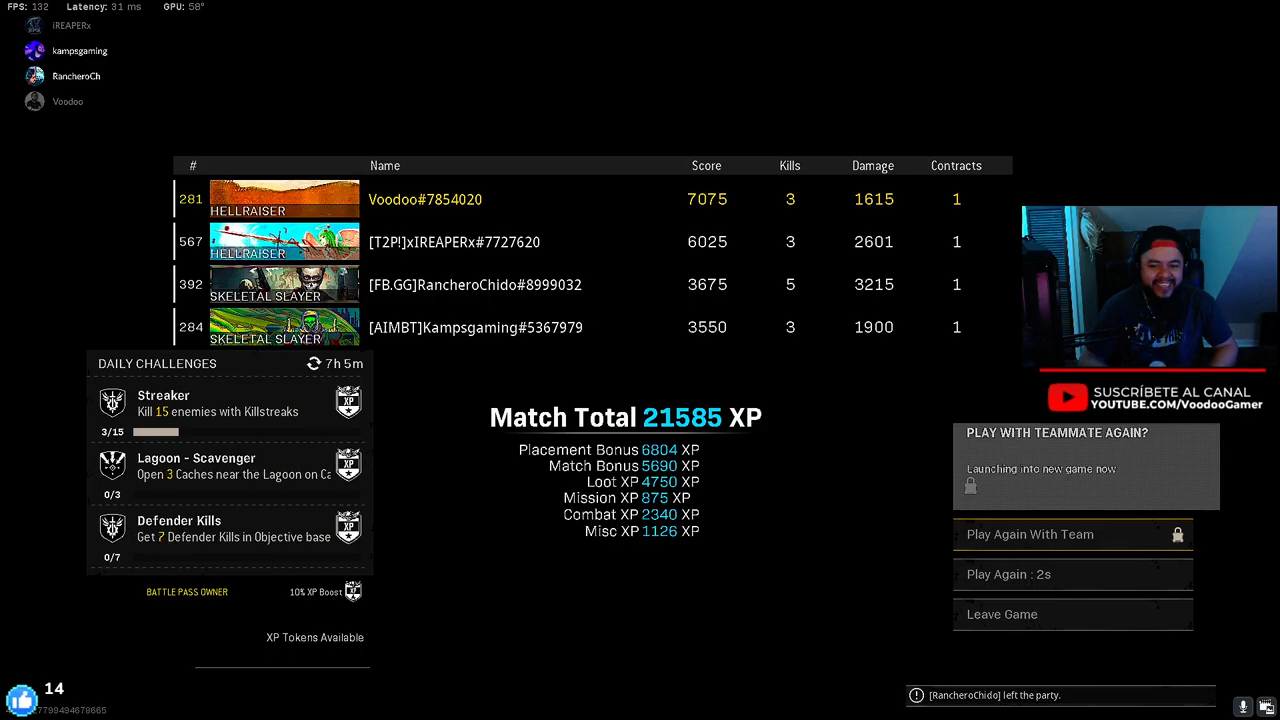 FPS: 132 Latency: 31 ms GPU: 58°
iREAPERx
kampsgaming
RancheroCh
Voodoo
# Name Score Kills Damage Contracts
281 HELLRAISER Voodoo#7854020 7075 3 1615 1
567 HELLRAISER [T2P!]xIREAPERx#7727620 6025 3 2601 1
392 SKELETAL SLAYER [FB.GG]RancheroChido#8999032 3675 5 3215 1
284 SKELETAL SLAYER [AIMBT]Kampsgaming#5367979 3550 3 1900 1
DAILY CHALLENGES 7h 5m
Streaker
Kill 15 enemies with Killstreaks
XP
3/15
Lagoon - Scavenger
Open 3 Caches near the Lagoon on Ca
XP
0/3
Defender Kills
Get 7 Defender Kills in Objective base
XP
0/7
BATTLE PASS OWNER 10% XP Boost XP
XP Tokens Available
Match Total 21585 XP
Placement Bonus 6804 XP
Match Bonus 5690 XP
Loot XP 4750 XP
Mission XP 875 XP
Combat XP 2340 XP
Misc XP 1126 XP
SUSCRÍBETE AL CANAL
YOUTUBE.COM/VoodooGamer
PLAY WITH TEAMMATE AGAIN?
Launching into new game now
Play Again With Team
Play Again : 2s
Leave Game
14
[RancheroChido] left the party.